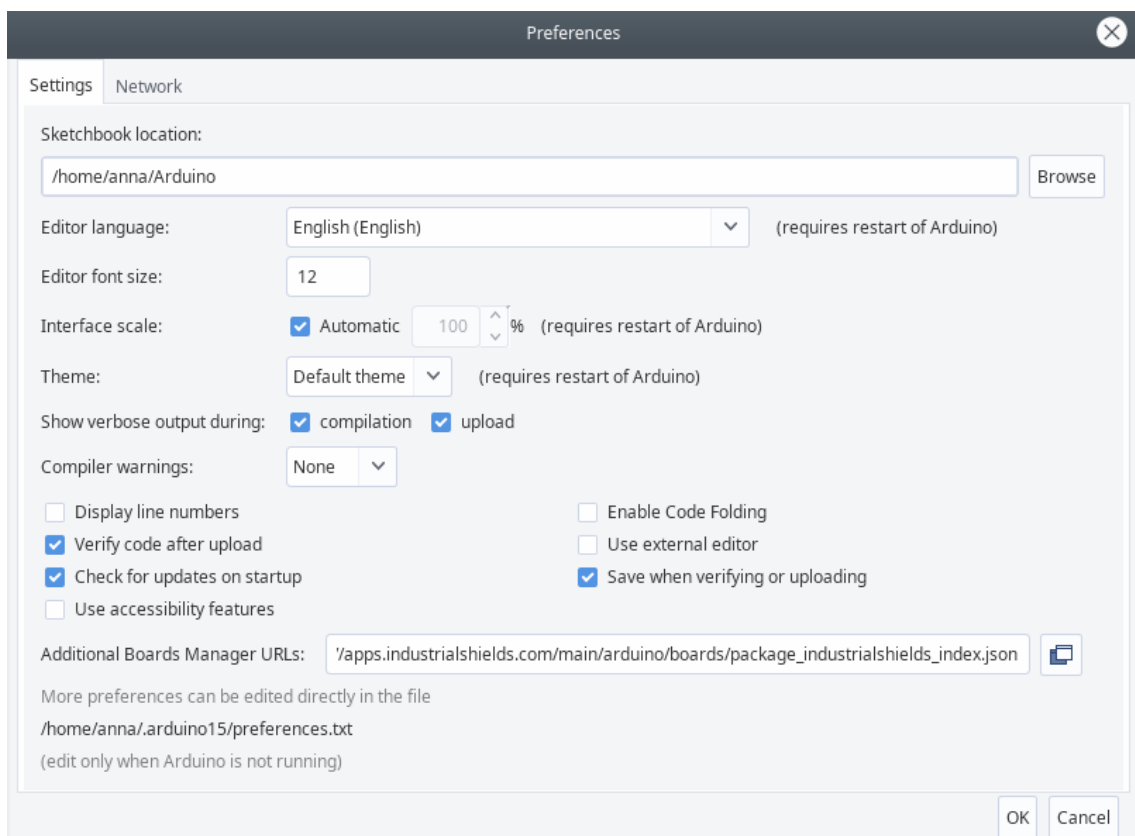 Preferences
Settings Network
Sketchbook location:
/home/anna/Arduino Browse
Editor language: English (English) (requires restart of Arduino)
Editor font size: 12
Interface scale: Automatic 100 % (requires restart of Arduino)
Theme: Default theme (requires restart of Arduino)
Show verbose output during: compilation upload
Compiler warnings: None
Display line numbers Enable Code Folding
Verify code after upload Use external editor
Check for updates on startup Save when verifying or uploading
Use accessibility features
Additional Boards Manager URLs: /apps.industrialshields.com/main/arduino/boards/package_industrialshields_index.json
More preferences can be edited directly in the file
/home/anna/.arduino15/preferences.txt
(edit only when Arduino is not running)
OK Cancel